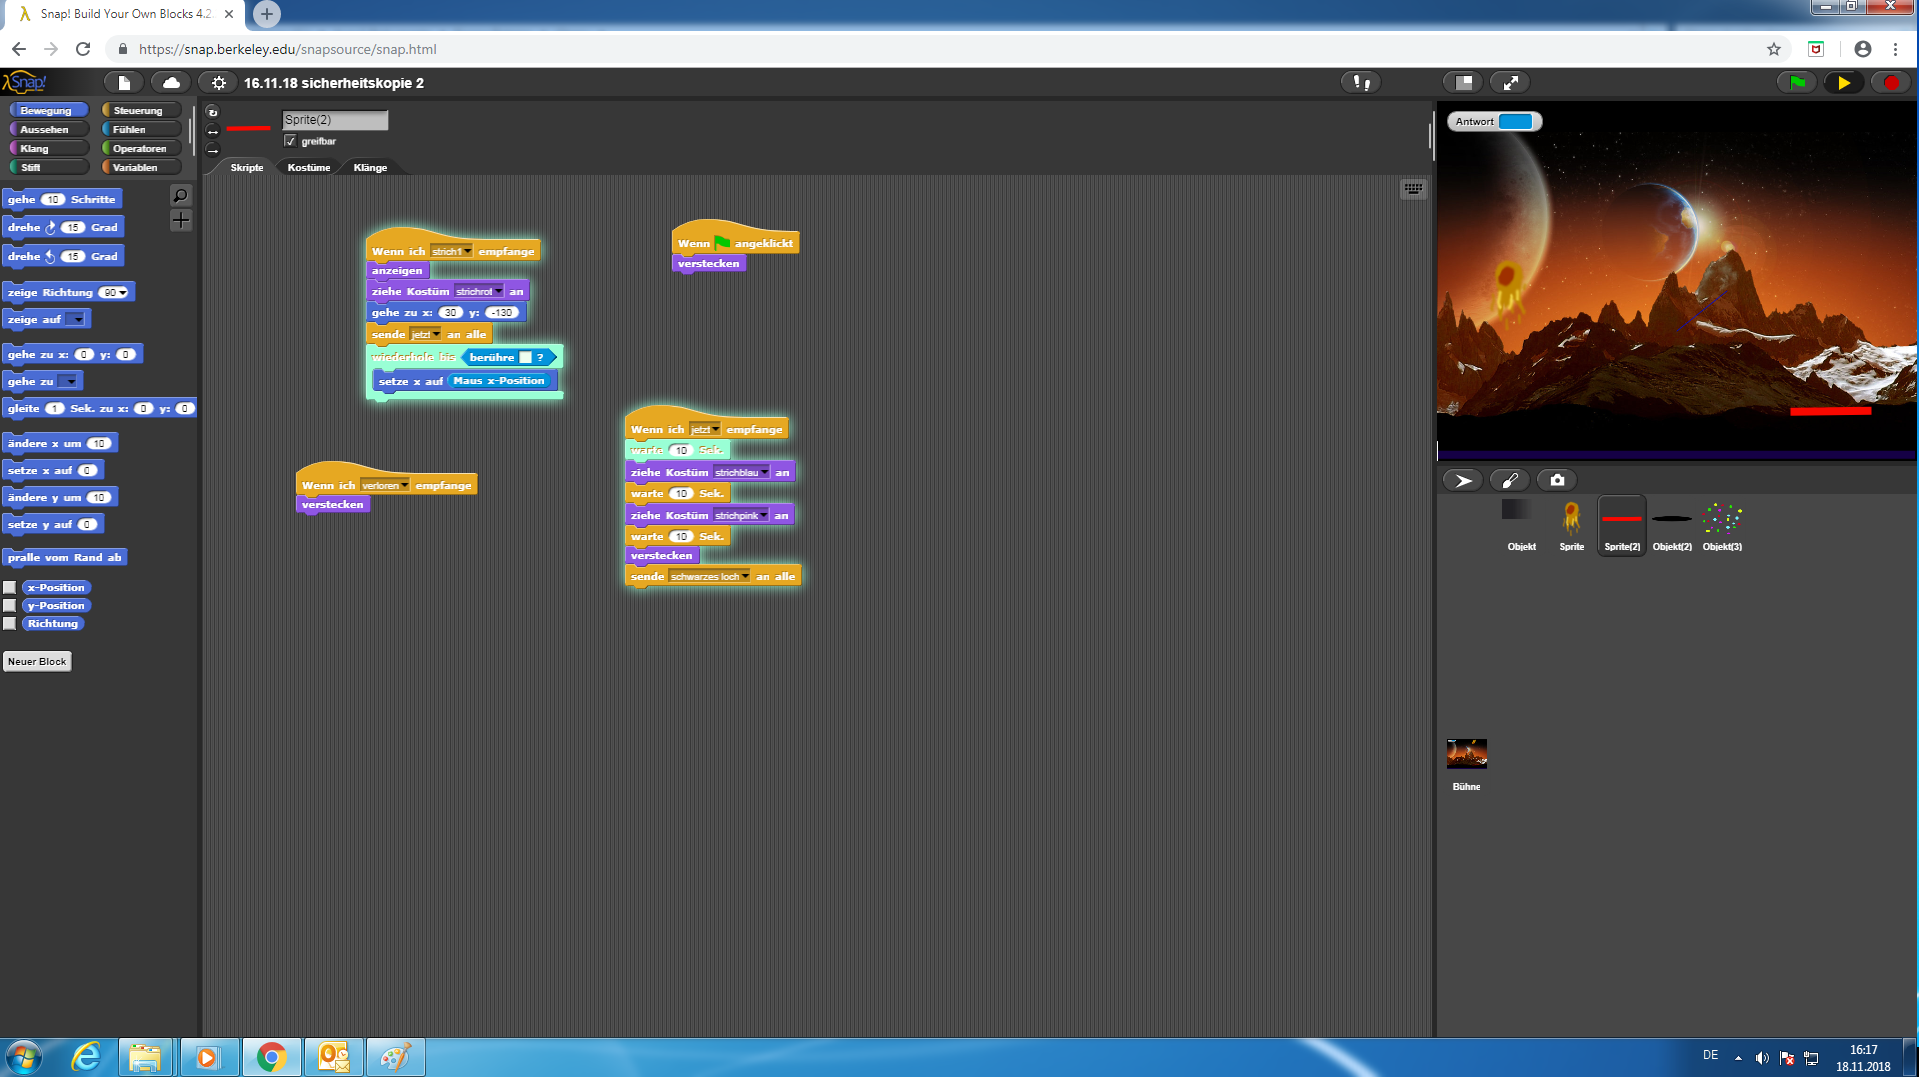 Snap! Build Your Own Blocks 4.2.
https://snap.berkeley.edu/snapsource/snap.html
Snap!
16.11.18 sicherheitskopie 2
Bewegung
Steuerung
Aussehen
Fühlen
Klang
Operatoren
Stift
Variablen
Sprite(2)
greifbar
Skripte
Kostüme
Klänge
gehe 10 Schritte
drehe 15 Grad
drehe 15 Grad
zeige Richtung 90
zeige auf
gehe zu x: 0 y: 0
gehe zu
gleite 1 Sek. zu x: 0 y: 0
ändere x um 10
setze x auf 0
ändere y um 10
setze y auf 0
pralle vom Rand ab
x-Position
y-Position
Richtung
Neuer Block
Wenn ich strich1 empfange
anzeigen
ziehe Kostüm strichrot an
gehe zu x: 30 y: -130
sende jetzt an alle
wiederhole bis berühre ?
setze x auf Maus x-Position
Wenn ich verloren empfange
verstecken
Wenn angeklickt
verstecken
Wenn ich jetzt empfange
warte 10 Sek.
ziehe Kostüm strichblau an
warte 10 Sek.
ziehe Kostüm strichpink an
warte 10 Sek.
verstecken
sende schwarzes loch an alle
Antwort
Objekt
Sprite
Sprite(2)
Objekt(2)
Objekt(3)
Bühne
DE
16:17
18.11.2018